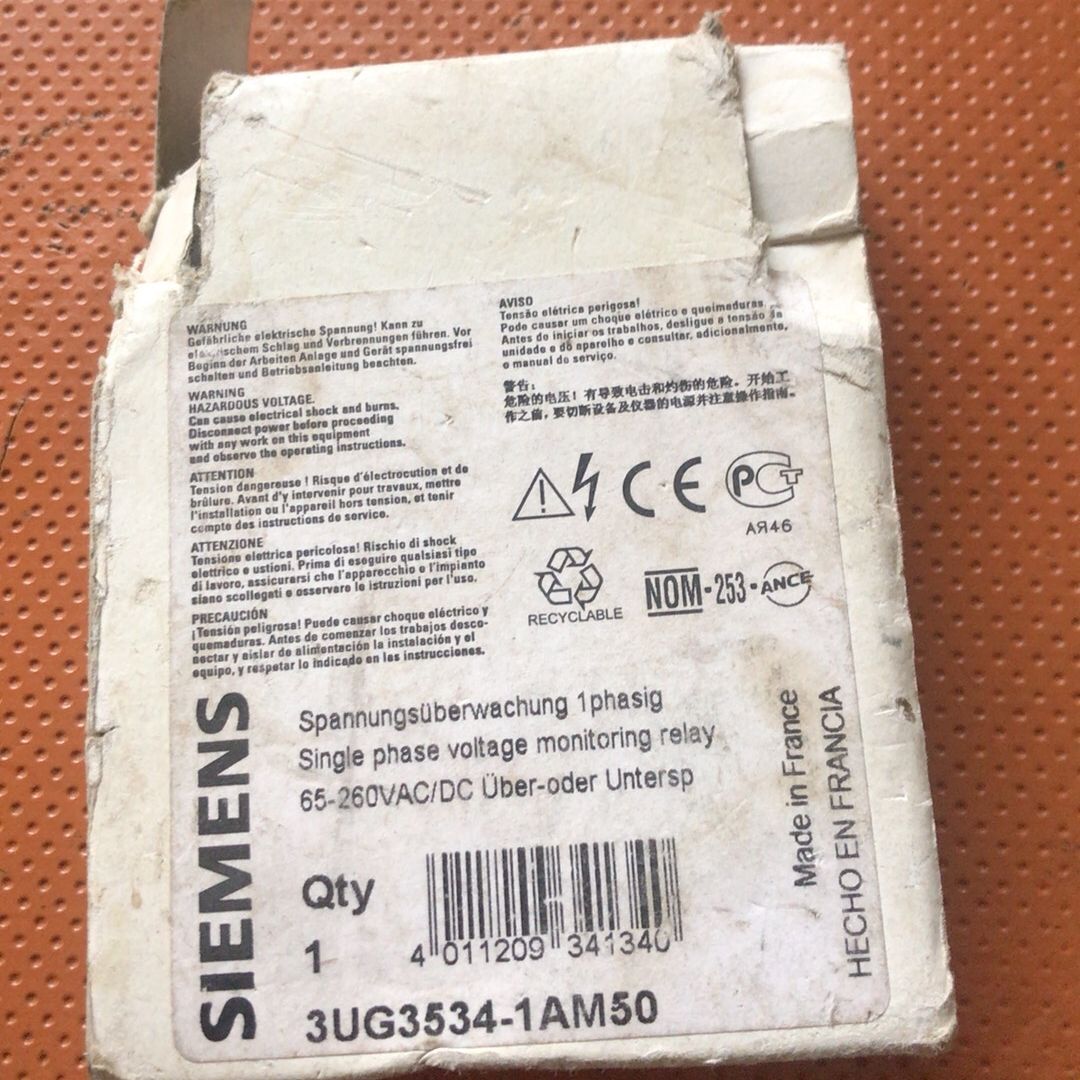 WARNUNG
Gefährliche elektrische Spannung! Kann zu
elektrischem Schlag und Verbrennungen führen. Vor
Beginn der Arbeiten Anlage und Gerät spannungsfrei
schalten und Betriebsanleitung beachten.
WARNING
HAZARDOUS VOLTAGE.
Can cause electrical shock and burns.
Disconnect power before proceeding
with any work on this equipment
and observe the operating instructions.
ATTENTION
Tension dangereuse ! Risque d'électrocution et de
brûlure. Avant d'y intervenir pour travaux, mettre
l'installation ou l'appareil hors tension, et tenir
compte des instructions de service.
ATTENZIONE
Tensione elettrica pericolosa! Rischio di shock
elettrico e ustioni. Prima di eseguire qualsiasi tipo
di lavoro, assicurarsi che l'apparecchio e l'impianto
siano scollegati e osservare le istruzioni per l'uso.
PRECAUCIÓN
¡Tensión peligrosa! Puede causar choque eléctrico y
quemaduras. Antes de comenzar los trabajos desco-
nectar y aislar de alimentación la instalación y el
equipo, y respetar lo indicado en las instrucciones.
AVISO
Tensão elétrica perigosa!
Pode causar um choque elétrico e queimaduras.
Antes de iniciar os trabalhos, desligue a tensão da
unidade e do aparelho e consultar, adicionalmente,
o manual do serviço.
警告：
危险的电压！有导致电击和灼伤的危险。开始工
作之前，要切断设备及仪器的电源并注意操作指南。
CE
PCT
АЯ46
RECYCLABLE
NOM-253-ANCE
SIEMENS
Spannungsüberwachung 1phasig
Single phase voltage monitoring relay
65-260VAC/DC Über-oder Untersp
Qty
1
4 011209 341340
3UG3534-1AM50
Made in France
HECHO EN FRANCIA